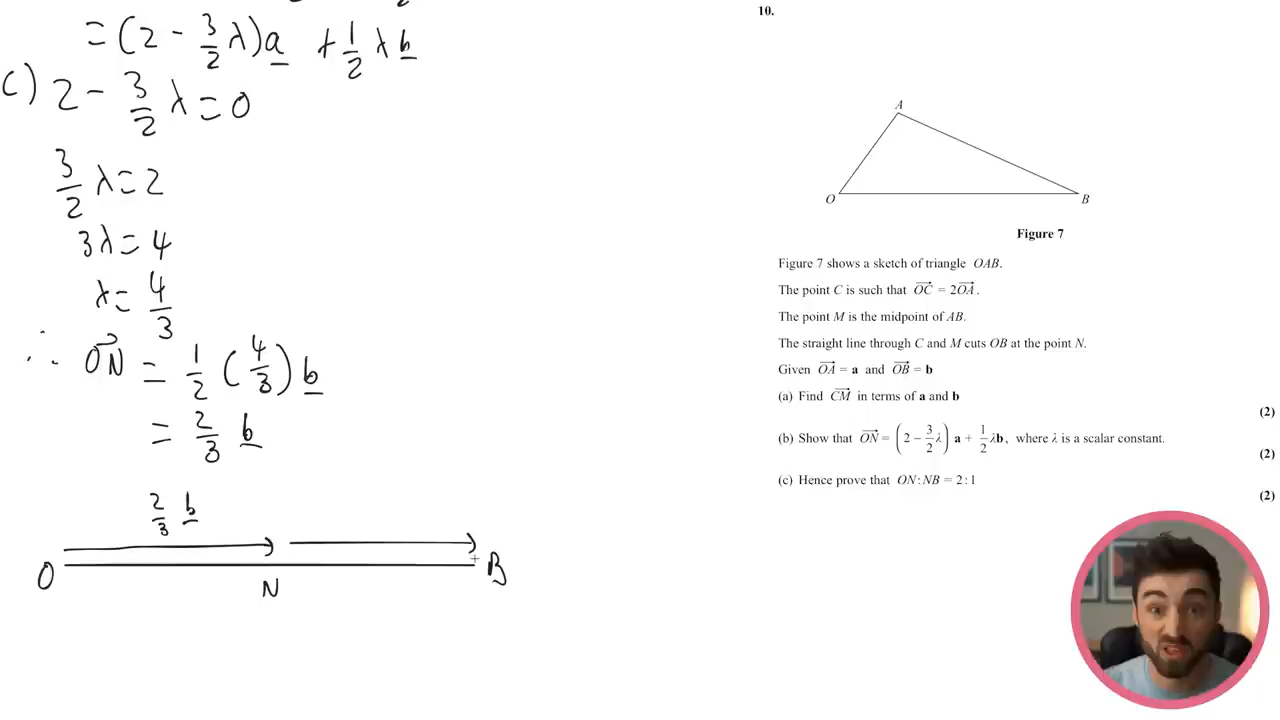 = (2 - 3/2 λ)a + 1/2 λ b
c) 2 - 3/2 λ = 0
3/2 λ = 2
3λ = 4
λ = 4/3
∴ ON = 1/2 (4/3) b
= 2/3 b
2/3 b
O N B
10.
A
O B
Figure 7
Figure 7 shows a sketch of triangle OAB.
The point C is such that OC = 2OA.
The point M is the midpoint of AB.
The straight line through C and M cuts OB at the point N.
Given OA = a and OB = b
(a) Find CM in terms of a and b
(2)
(b) Show that ON = (2 - 3/2 λ) a + 1/2 λb, where λ is a scalar constant.
(2)
(c) Hence prove that ON : NB = 2 : 1
(2)